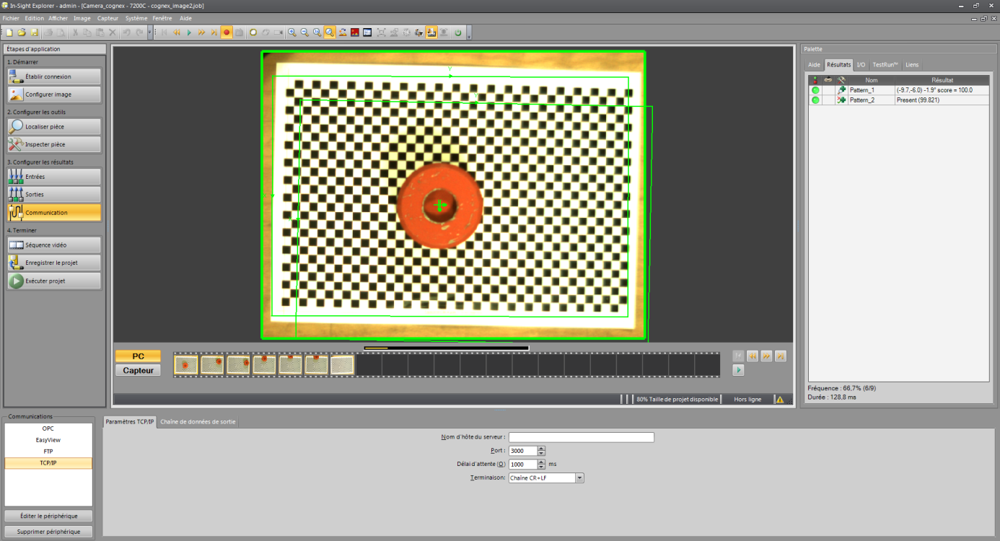 In-Sight Explorer - admin - [Camera_cognex - 7200C - cognex_image2.job]
Fichier Edition Afficher Image Capteur Système Fenêtre Aide
Étapes d'application
1. Démarrer
Établir connexion
Configurer image
2. Configurer les outils
Localiser pièce
Inspecter pièce
3. Configurer les résultats
Entrées
Sorties
Communication
4. Terminer
Séquence vidéo
Enregistrer le projet
Exécuter projet
Y
Y
PC
Capteur
80% Taille de projet disponible
Hors ligne
Palette
Aide Résultats I/O TestRun™ Liens
Nom Résultat
Pattern_1 (-9.7,-6.0) -1.9° score = 100.0
Pattern_2 Present (99.821)
Fréquence : 66,7% (6/9)
Durée : 128,8 ms
Communications
OPC
EasyView
FTP
TCP/IP
Éditer le périphérique
Supprimer périphérique
Paramètres TCP/IP Chaîne de données de sortie
Nom d'hôte du serveur :
Port : 3000
Délai d'attente (O) 1000 ms
Terminaison: Chaîne CR+LF